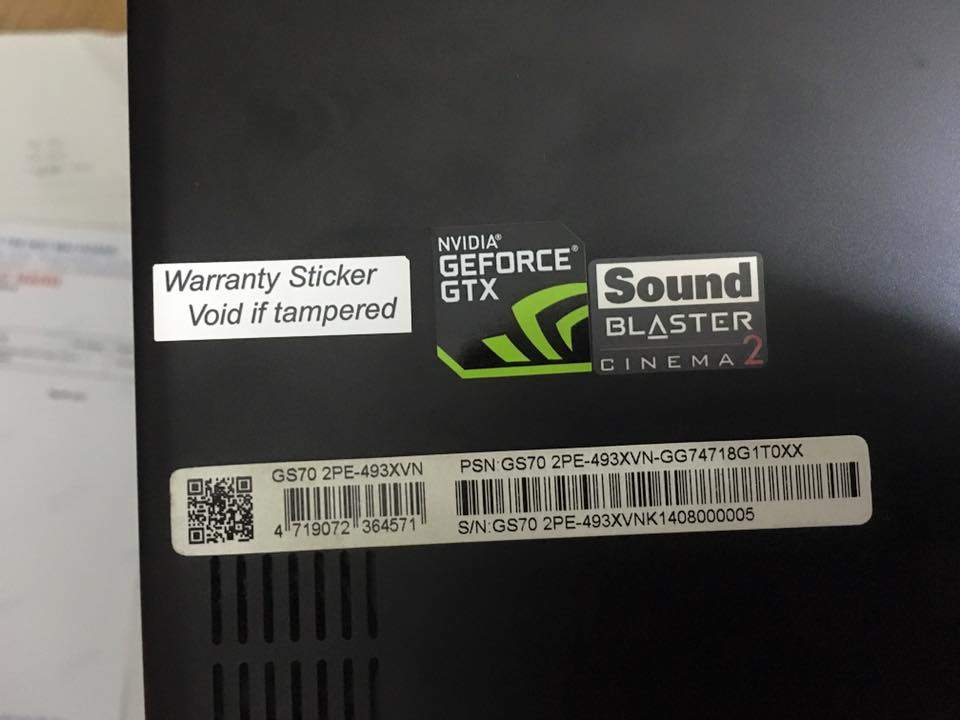 Warranty Sticker
Void if tampered
NVIDIA®
GEFORCE®
GTX
Sound
BLASTER
CINEMA 2
GS70 2PE-493XVN
4 719072 364571
PSN:GS70 2PE-493XVN-GG74718G1T0XX
S/N:GS70 2PE-493XVNK1408000005